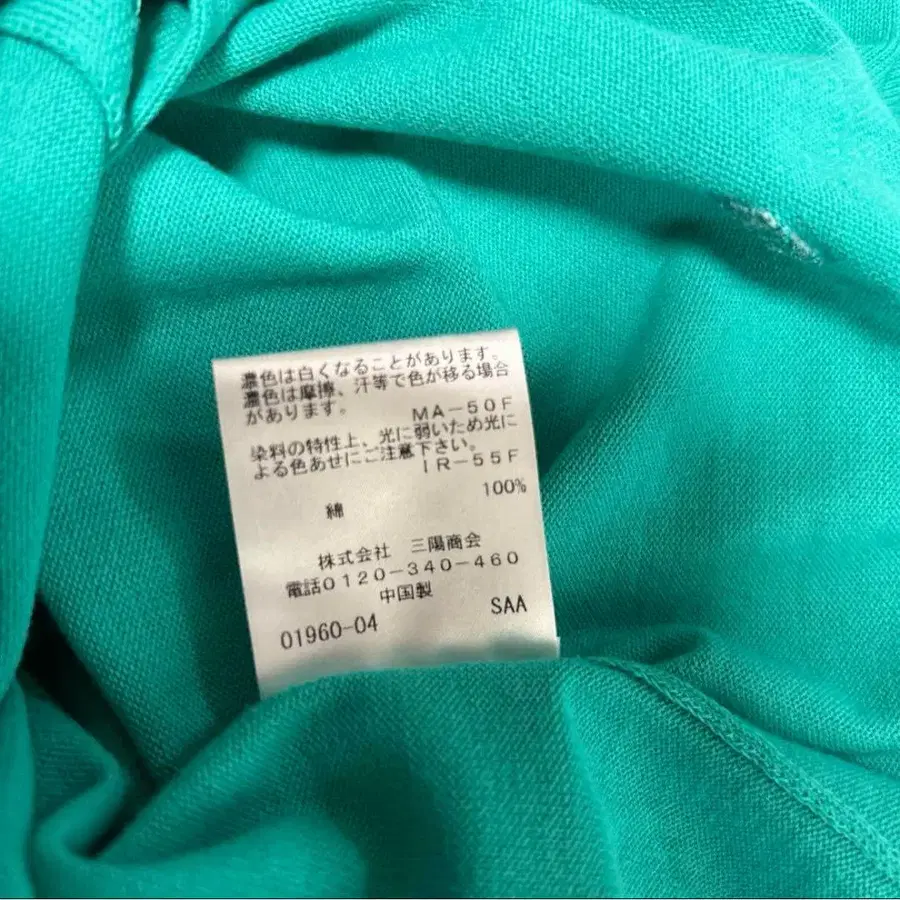 濃色は白くなることがあります。
濃色は摩擦、汗等で色が移る場合
があります。
MA-50F
染料の特性上、光に弱いため光に
よる色あせにご注意下さい。
IR-55F
100%
綿
株式会社 三陽商会
電話0120-340-460
中国製
SAA
01960-04